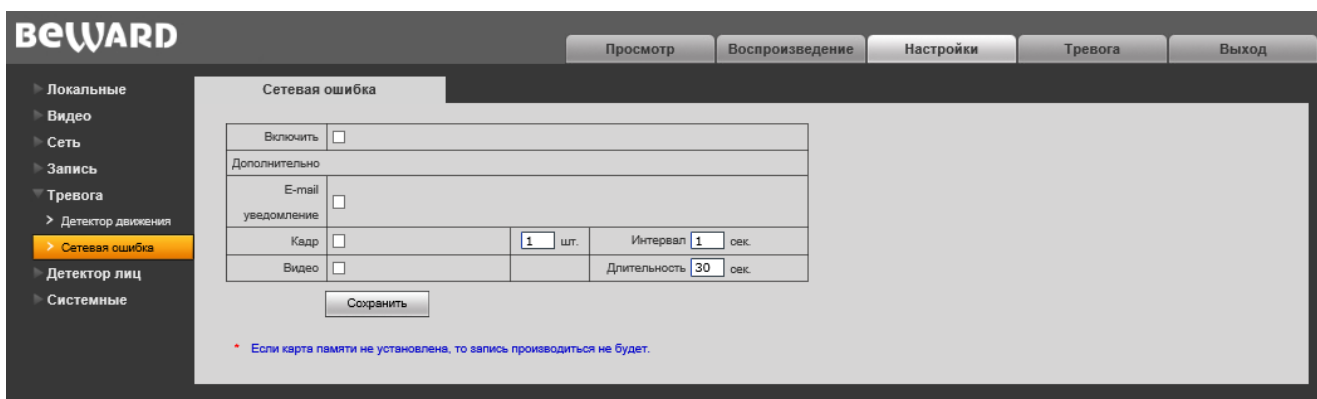 BEWARD
Просмотр Воспроизведение Настройки Тревога Выход
Локальные
Видео
Сеть
Запись
Тревога
> Детектор движения
> Сетевая ошибка
Детектор лиц
Системные
Сетевая ошибка
Включить
Дополнительно
E-mail
уведомление
Кадр 1 шт. Интервал 1 сек.
Видео Длительность 30 сек.
Сохранить
* Если карта памяти не установлена, то запись производиться не будет.